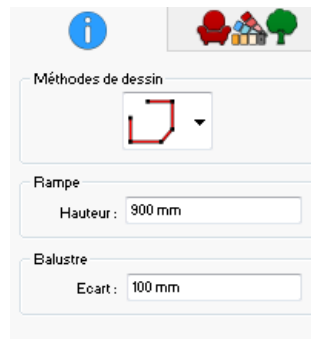 Méthodes de dessin
Rampe
Hauteur : 900 mm
Balustre
Ecart : 100 mm